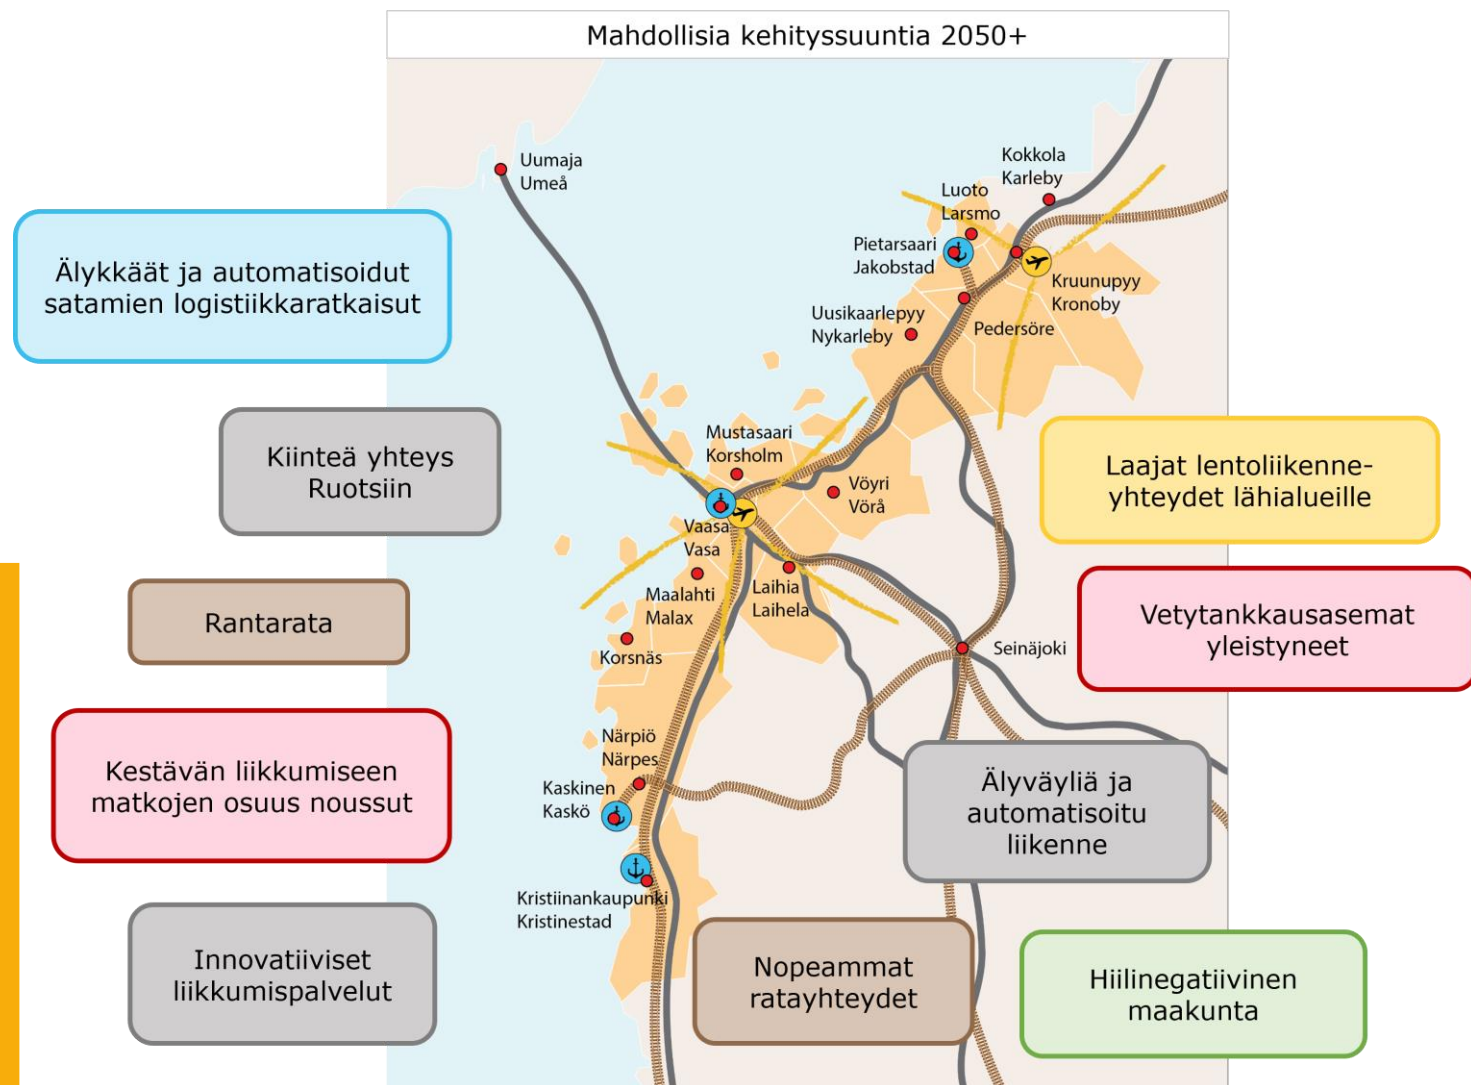 Mahdollisia kehityssuuntia 2050+
Uumaja
Umeå
Kokkola
Karleby
Luoto
Larsmo
Pietarsaari
Jakobstad
Kruunupyy
Kronoby
Uusikaarlepyy
Nykarleby
Pedersöre
Älykkäät ja automatisoidut
satamien logistiikkaratkaisut
Kiinteä yhteys
Ruotsiin
Mustasaari
Korsholm
Vöyri
Vörå
Laajat lentoliikenne-
yhteydet lähialueille
Vaasa
Vasa
Maalahti
Malax
Laihia
Laihela
Rantarata
Korsnäs
Seinäjoki
Vetytankkausasemat
yleistyneet
Kestävän liikkumiseen
matkojen osuus noussut
Närpiö
Närpes
Kaskinen
Kaskö
Älyväyliä ja
automatisoitu
liikenne
Kristiinankaupunki
Kristinestad
Innovatiiviset
liikkumispalvelut
Nopeammat
ratayhteydet
Hiilinegatiivinen
maakunta